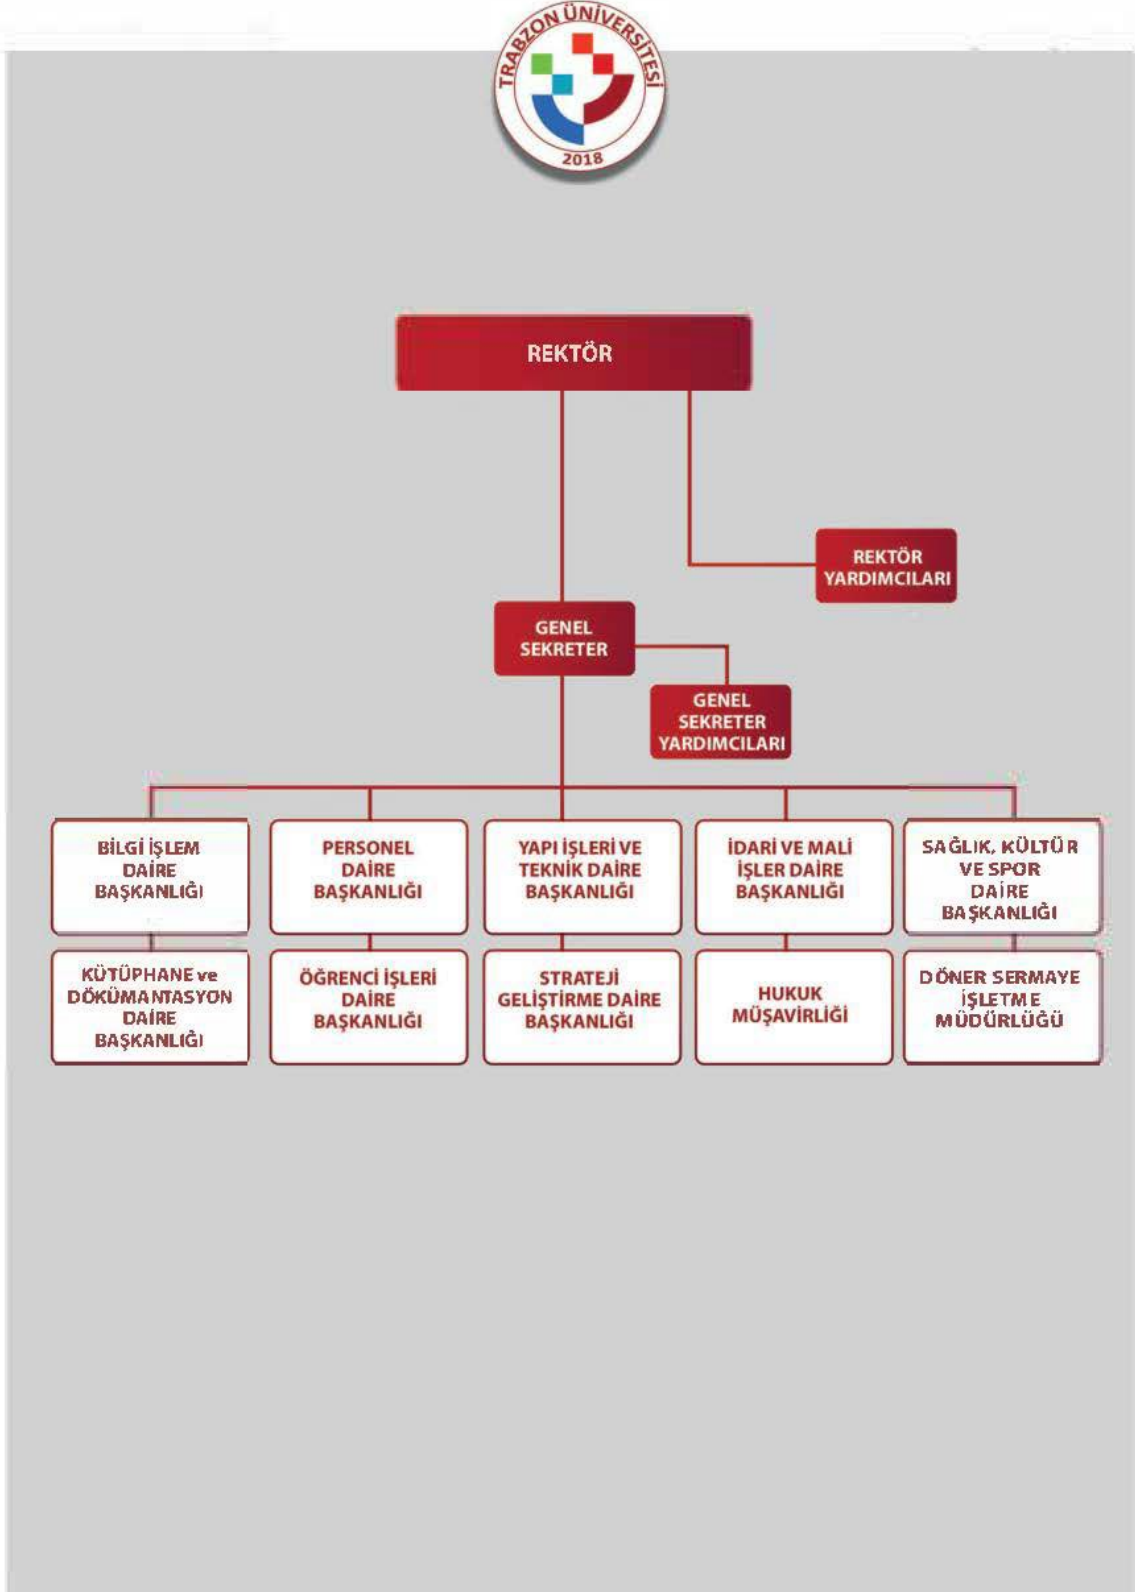 TRABZON ÜNİVERSİTESİ
2018
REKTÖR
REKTÖR
YARDIMCILARI
GENEL
SEKRETER
GENEL
SEKRETER
YARDIMCILARI
BİLGİ İŞLEM
DAİRE
BAŞKANLIĞI
PERSONEL
DAİRE
BAŞKANLIĞI
YAPI İŞLERİ VE
TEKNİK DAİRE
BAŞKANLIĞI
İDARİ VE MALİ
İŞLER DAİRE
BAŞKANLIĞI
SAĞLIK, KÜLTÜR
VE SPOR
DAİRE
BAŞKANLIĞI
KÜTÜPHANE ve
DÖKÜMANTASYON
DAİRE
BAŞKANLIĞI
ÖĞRENCİ İŞLERİ
DAİRE
BAŞKANLIĞI
STRATEJİ
GELİŞTİRME DAİRE
BAŞKANLIĞI
HUKUK
MÜŞAVİRLİĞİ
DÖNER SERMAYE
İŞLETME
MÜDÜRLÜĞÜ